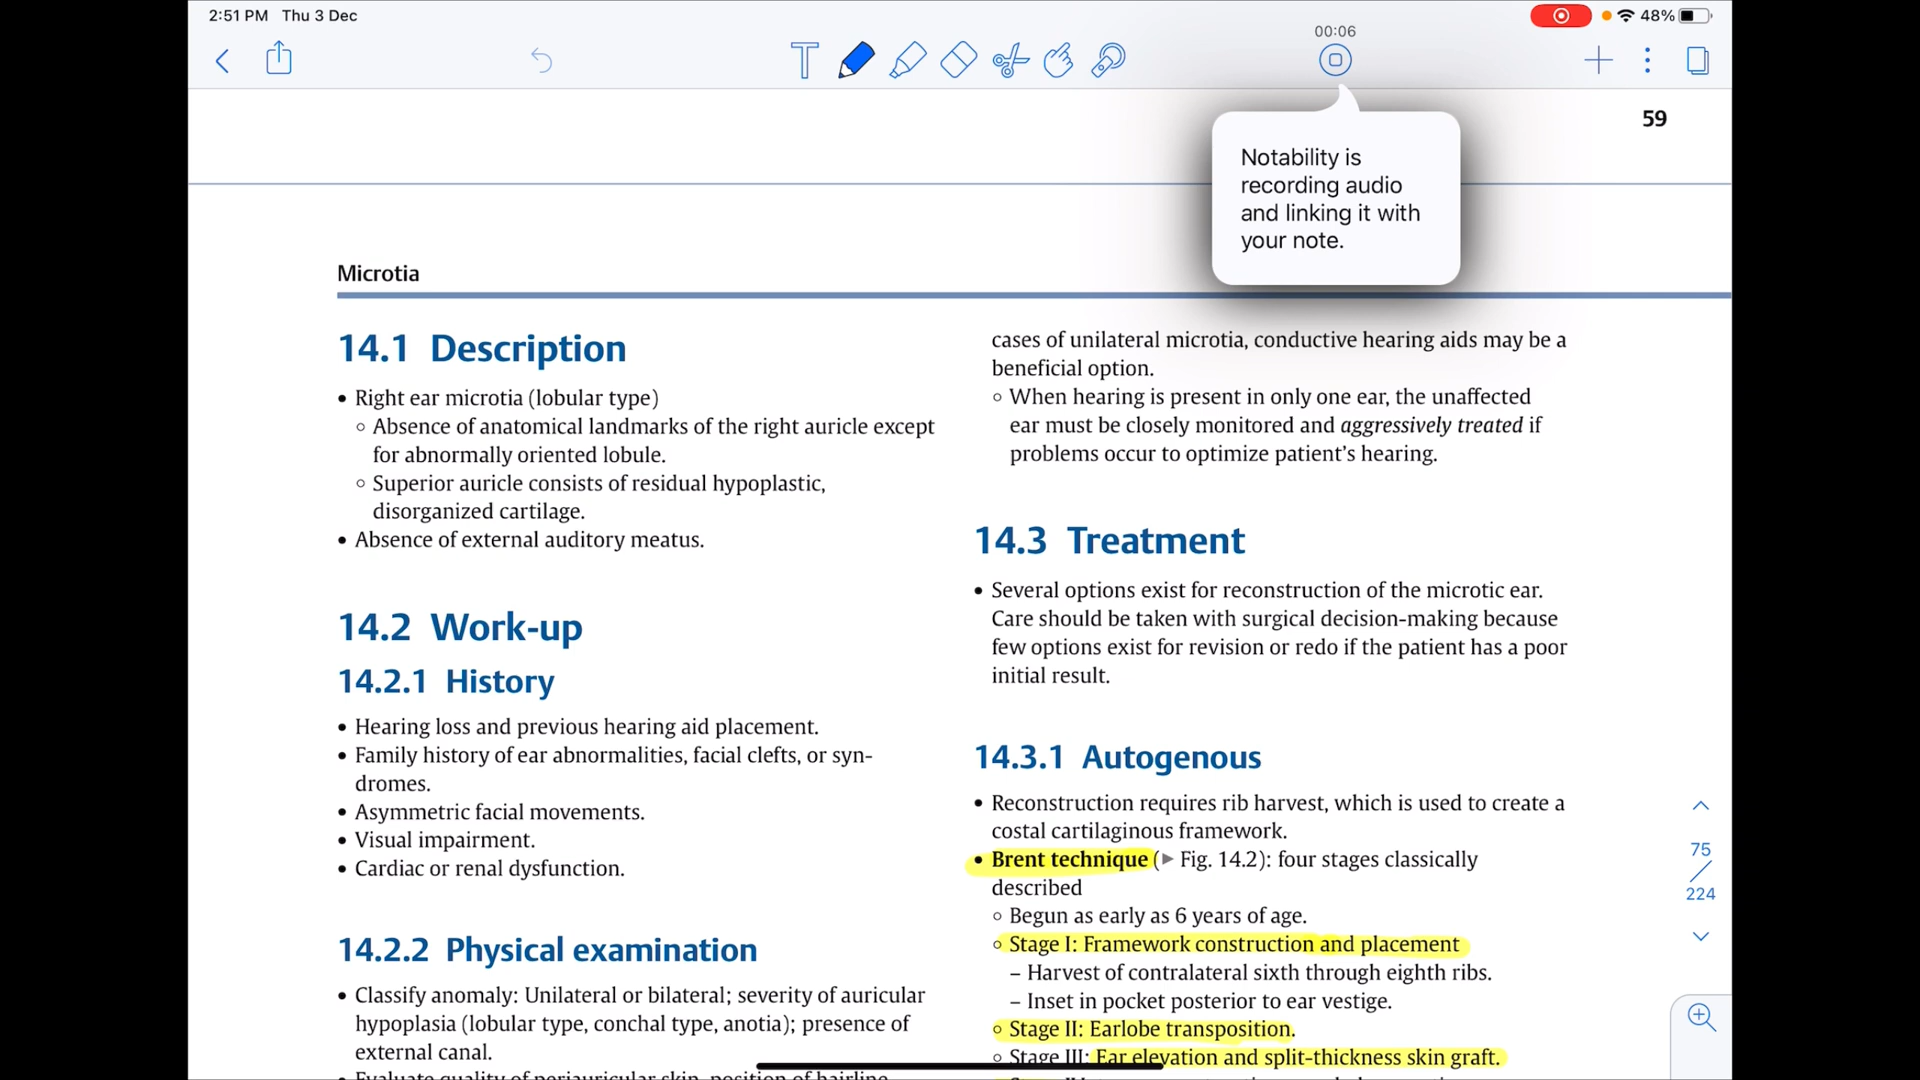 2:51 PM Thu 3 Dec
48%
00:06
T
Notability is
recording audio
and linking it with
your note.
59
Microtia
14.1 Description
• Right ear microtia (lobular type)
◦ Absence of anatomical landmarks of the right auricle except
for abnormally oriented lobule.
◦ Superior auricle consists of residual hypoplastic,
disorganized cartilage.
• Absence of external auditory meatus.
14.2 Work-up
14.2.1 History
• Hearing loss and previous hearing aid placement.
• Family history of ear abnormalities, facial clefts, or syn-
dromes.
• Asymmetric facial movements.
• Visual impairment.
• Cardiac or renal dysfunction.
14.2.2 Physical examination
• Classify anomaly: Unilateral or bilateral; severity of auricular
hypoplasia (lobular type, conchal type, anotia); presence of
external canal.
• Evaluate quality of periauricular skin, position of hairline
cases of unilateral microtia, conductive hearing aids may be a
beneficial option.
◦ When hearing is present in only one ear, the unaffected
ear must be closely monitored and aggressively treated if
problems occur to optimize patient's hearing.
14.3 Treatment
• Several options exist for reconstruction of the microtic ear.
Care should be taken with surgical decision-making because
few options exist for revision or redo if the patient has a poor
initial result.
14.3.1 Autogenous
• Reconstruction requires rib harvest, which is used to create a
costal cartilaginous framework.
• Brent technique (▶ Fig. 14.2): four stages classically
described
◦ Begun as early as 6 years of age.
◦ Stage I: Framework construction and placement
– Harvest of contralateral sixth through eighth ribs.
– Inset in pocket posterior to ear vestige.
◦ Stage II: Earlobe transposition.
◦ Stage III: Ear elevation and split-thickness skin graft.
75
224